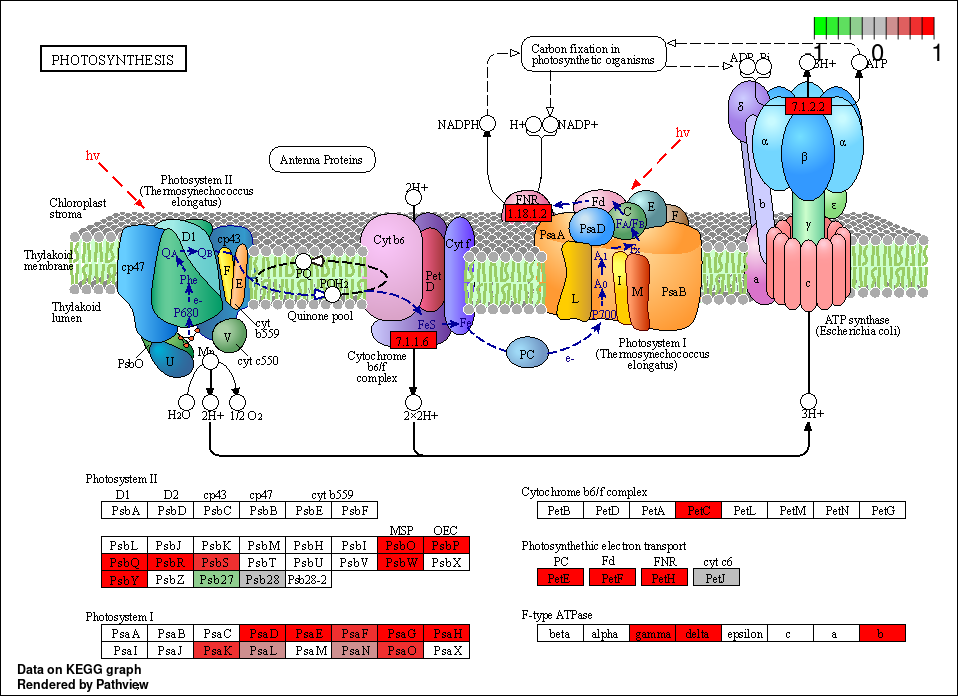 PHOTOSYNTHESIS
-1 0 1
Carbon fixation in
photosynthetic organisms
ADP Pi 3H+ ATP
NADPH H+ NADP+
hν
hν
Antenna Proteins
Photosystem II
(Thermosynechococcus
elongatus)
Chloroplast
stroma
Thylakoid
membrane
Thylakoid
lumen
2H+
FNR
1.18.1.2
7.1.2.2
δ
α β α
b ε
γ
a c
D1 cp43
cp47
QA QB
F
E
Phe
e-
P680
PQ
PQH2
Quinone pool
cyt
b559
cyt c550
V
U
PsbO
Mn
H2O 2H+ 1/2 O2
Cyt b6 Cyt f
Pet
D
FeS Fe
7.1.1.6
Cytochrome
b6/f
complex
2×2H+
PC
e-
Fd
C E
F
FA/FB
PsaA PsaD
Fx
A1
A0
I
L M PsaB
P700
Photosystem I
(Thermosynechococcus
elongatus)
ATP synthase
(Escherichia coli)
3H+
Photosystem II
D1 D2 cp43 cp47 cyt b559
PsbA PsbD PsbC PsbB PsbE PsbF
MSP OEC
PsbL PsbJ PsbK PsbM PsbH PsbI PsbO PsbP
PsbQ PsbR PsbS PsbT PsbU PsbV PsbW PsbX
PsbY PsbZ Psb27 Psb28 Psb28-2
Photosystem I
PsaA PsaB PsaC PsaD PsaE PsaF PsaG PsaH
PsaI PsaJ PsaK PsaL PsaM PsaN PsaO PsaX
Cytochrome b6/f complex
PetB PetD PetA PetC PetL PetM PetN PetG
Photosynthethic electron transport
PC Fd FNR cyt c6
PetE PetF PetH PetJ
F-type ATPase
beta alpha gamma delta epsilon c a b
Data on KEGG graph
Rendered by Pathview